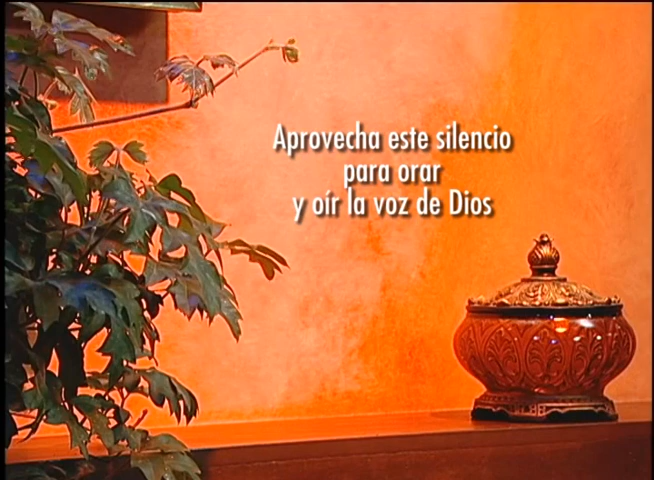 Aprovecha este silencio
para orar
y oír la voz de Dios